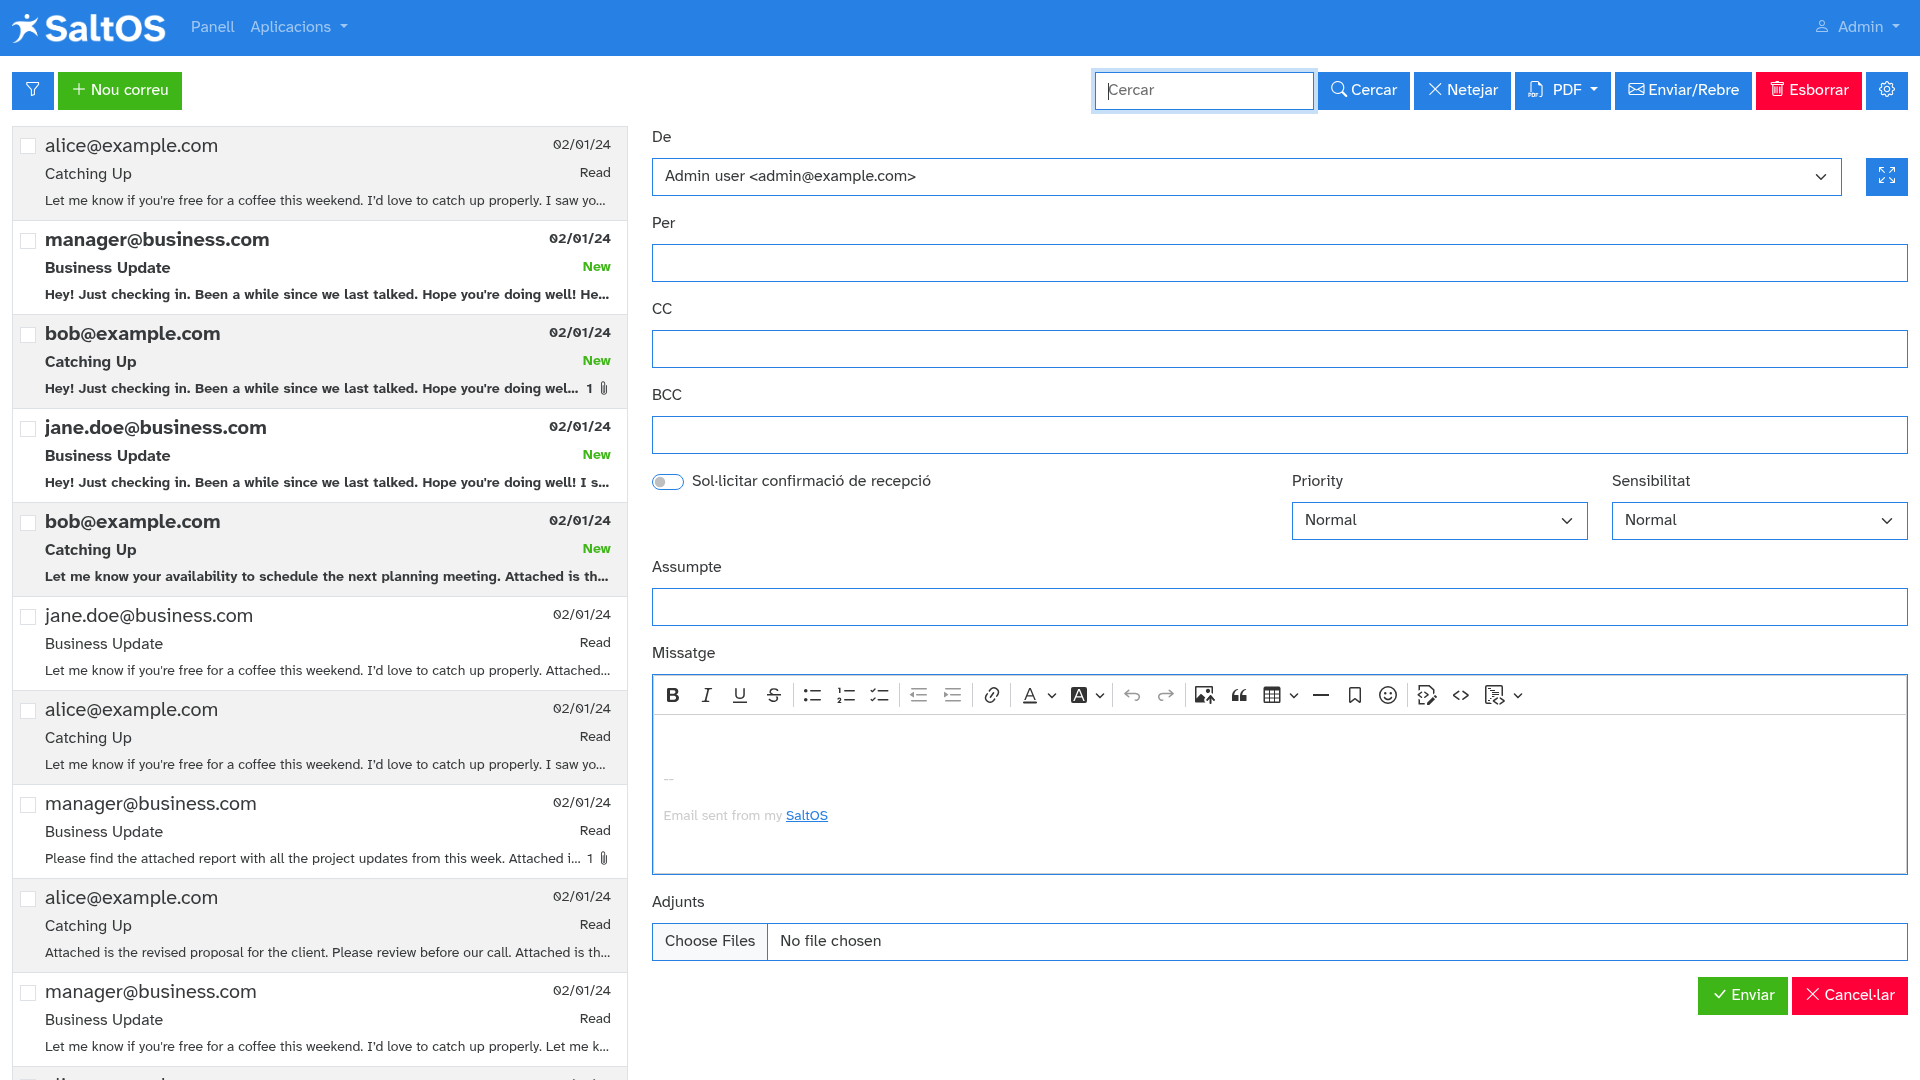 SaltOS Panell Aplicacions Admin
Nou correu Cercar Cercar Netejar PDF Enviar/Rebre Esborrar
alice@example.com 02/01/24
Catching Up Read
Let me know if you're free for a coffee this weekend. I'd love to catch up properly. I saw yo...
manager@business.com 02/01/24
Business Update New
Hey! Just checking in. Been a while since we last talked. Hope you're doing well! He...
bob@example.com 02/01/24
Catching Up New
Hey! Just checking in. Been a while since we last talked. Hope you're doing wel... 1
jane.doe@business.com 02/01/24
Business Update New
Hey! Just checking in. Been a while since we last talked. Hope you're doing well! I s...
bob@example.com 02/01/24
Catching Up New
Let me know your availability to schedule the next planning meeting. Attached is th...
jane.doe@business.com 02/01/24
Business Update Read
Let me know if you're free for a coffee this weekend. I'd love to catch up properly. Attached...
alice@example.com 02/01/24
Catching Up Read
Let me know if you're free for a coffee this weekend. I'd love to catch up properly. I saw yo...
manager@business.com 02/01/24
Business Update Read
Please find the attached report with all the project updates from this week. Attached i... 1
alice@example.com 02/01/24
Catching Up Read
Attached is the revised proposal for the client. Please review before our call. Attached is th...
manager@business.com 02/01/24
Business Update Read
Let me know if you're free for a coffee this weekend. I'd love to catch up properly. Let me k...
De
Admin user <admin@example.com>
Per
CC
BCC
Sol·licitar confirmació de recepció
Priority
Normal
Sensibilitat
Normal
Assumpte
Missatge
--
Email sent from my SaltOS
Adjunts
Choose Files No file chosen
Enviar Cancel·lar